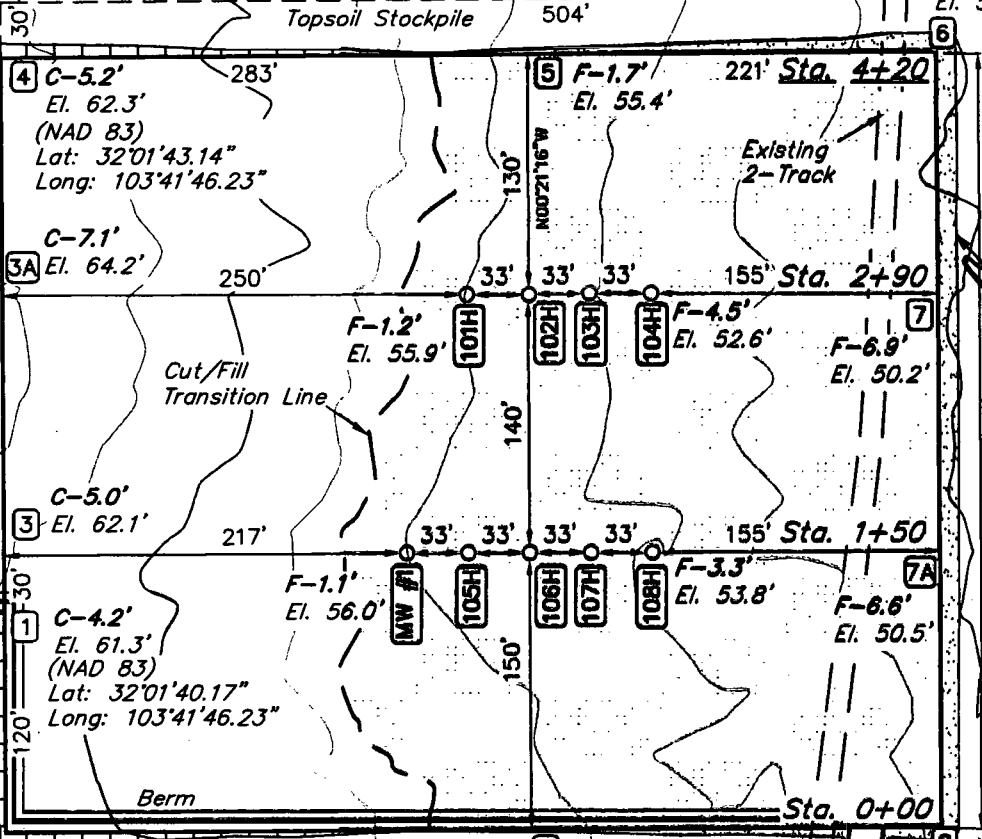 30'
Topsoil Stockpile
504'
6
4
C-5.2'
El. 62.3'
(NAD 83)
Lat: 32°01'43.14"
Long: 103°41'46.23"
283'
5
F-1.7'
El. 55.4'
221'
Sta. 4+20
Existing
2-Track
130'
N00°21'16"W
C-7.1'
3A
El. 64.2'
250'
33'
33'
33'
155'
Sta. 2+90
7
F-1.2'
El. 55.9'
101H
102H
103H
104H
F-4.5'
El. 52.6'
F-6.9'
El. 50.2'
Cut/Fill
Transition Line
140'
C-5.0'
3
El. 62.1'
217'
33'
33'
33'
33'
155'
Sta. 1+50
7A
30'
F-1.1'
El. 56.0'
MW #1
105H
106H
107H
108H
F-3.3'
El. 53.8'
F-6.6'
El. 50.5'
1
C-4.2'
El. 61.3'
(NAD 83)
Lat: 32°01'40.17"
Long: 103°41'46.23"
150'
120'
Berm
Sta. 0+00